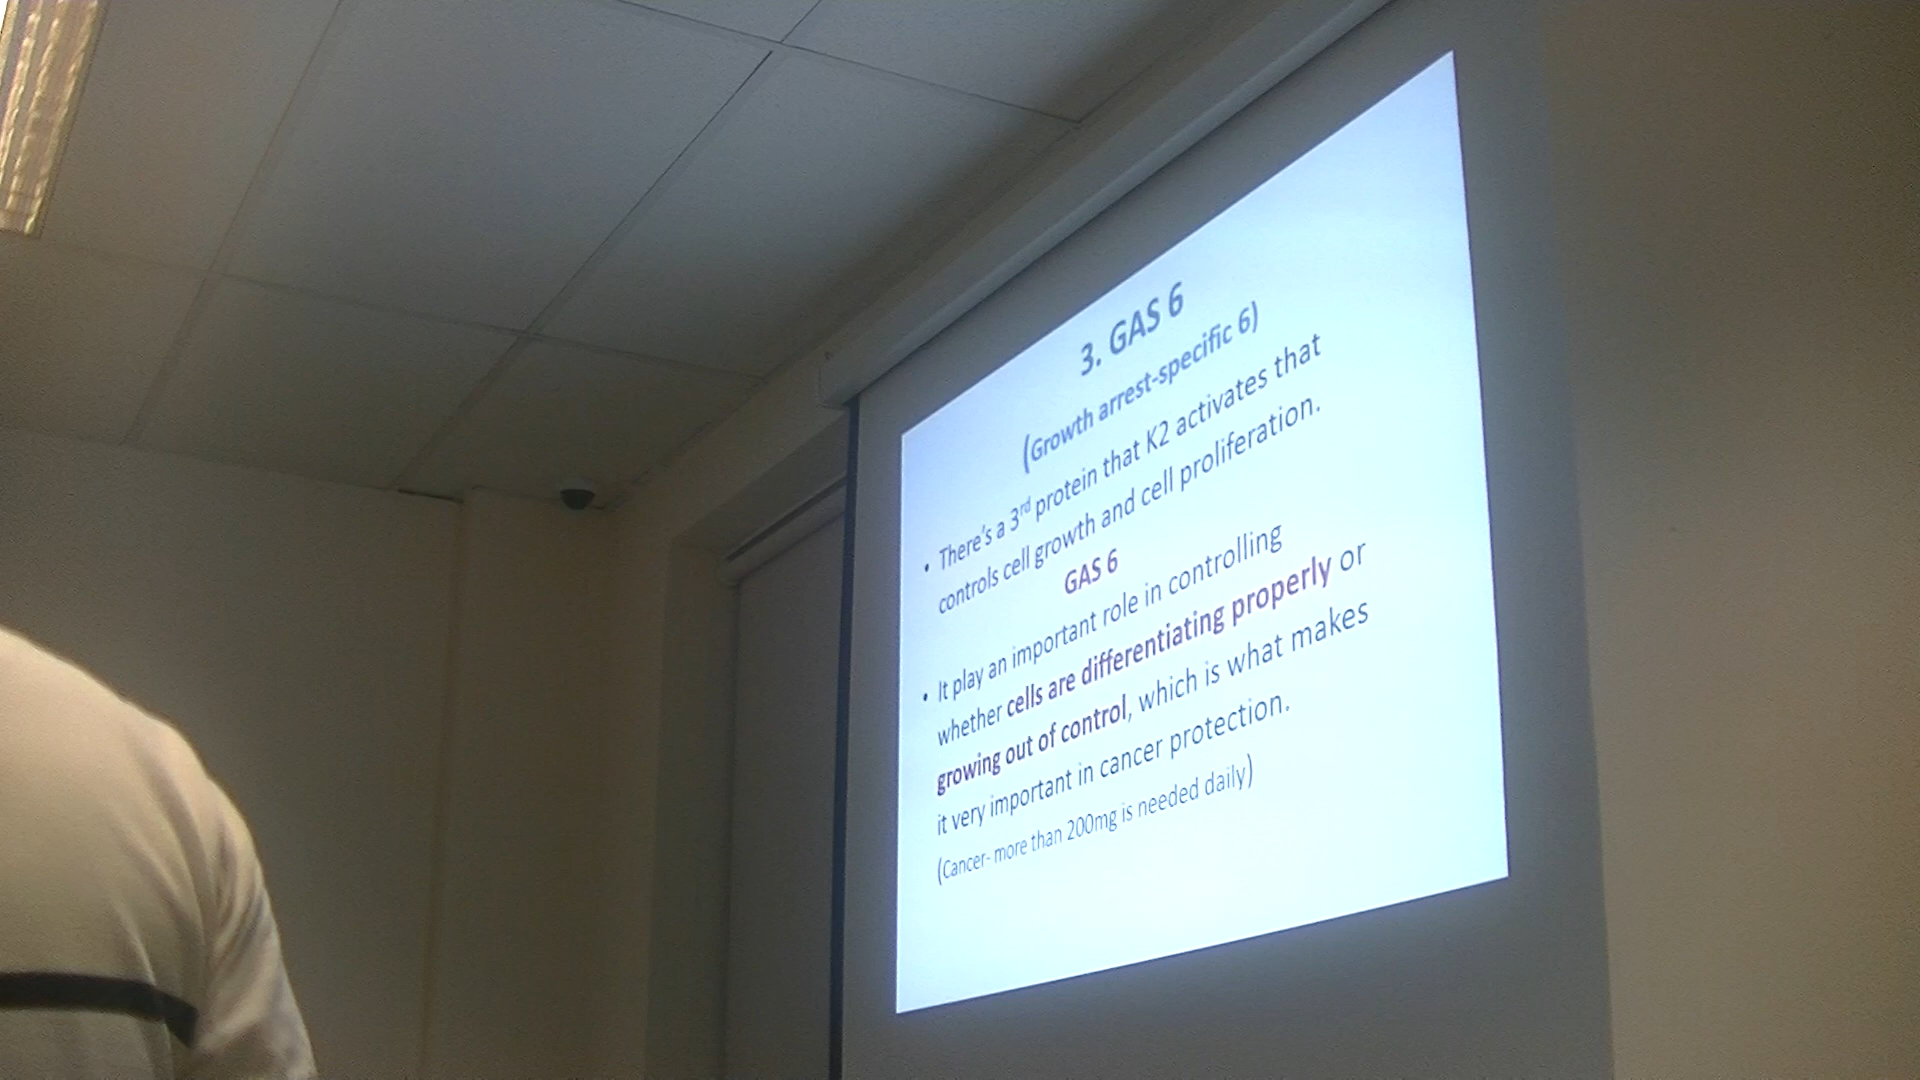 3. GAS 6
(Growth arrest-specific 6)
• There's a 3rd protein that K2 activates that
controls cell growth and cell proliferation.
GAS 6
• It play an important role in controlling
whether cells are differentiating properly or
growing out of control, which is what makes
it very important in cancer protection.
(Cancer- more than 200mg is needed daily)